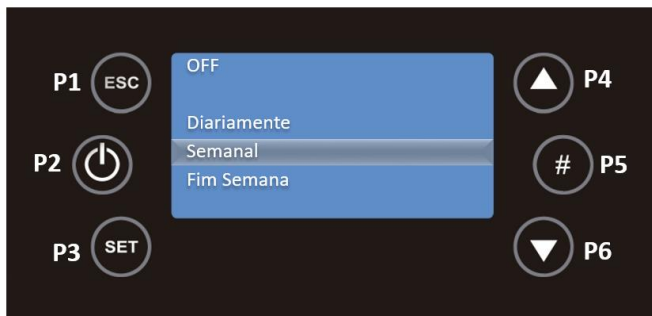 P1
ESC
P2
P3
SET
OFF
Diariamente
Semanal
Fim Semana
P4
#
P5
P6